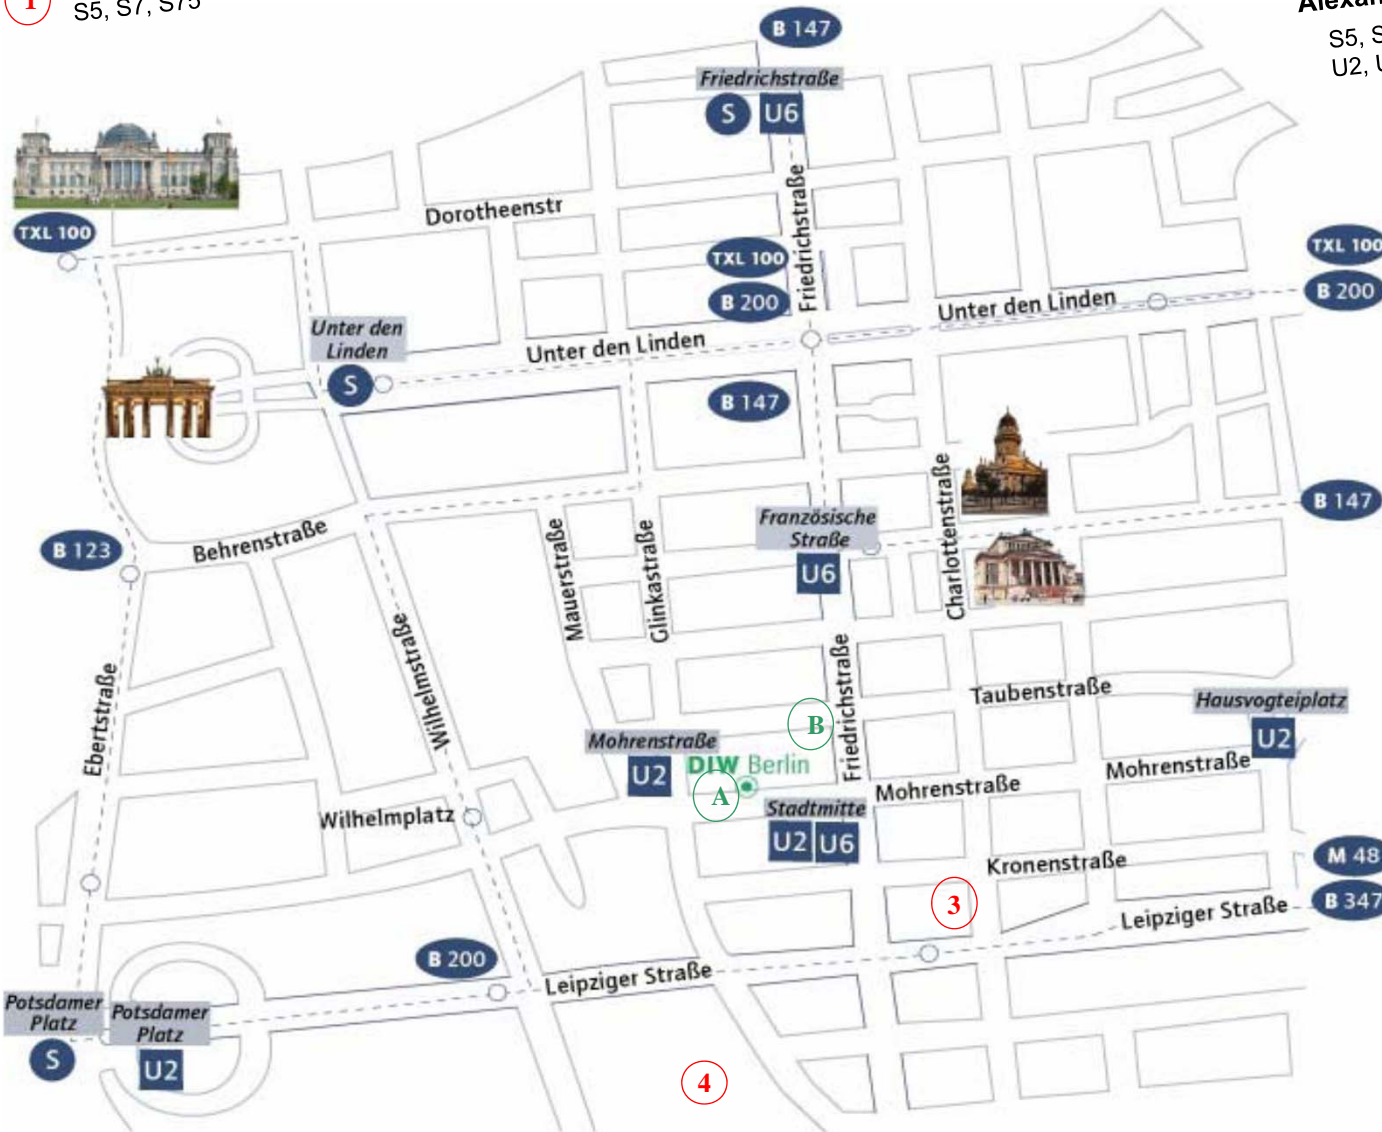 1
S5, S7, S75
B 147
S5, S
U2,
Friedrichstraße
S U6
Friedrichstraße
Dorotheenstr
TXL 100
TXL 100
B 200
TXL 100
B 200
Unter den Linden
Unter den
Linden
S
Unter den Linden
B 147
Charlottenstraße
B 147
Französische
Straße
U6
B 123
Behrenstraße
Mauerstraße
Glinkastraße
Wilhelmstraße
Ebertstraße
Friedrichstraße
Taubenstraße
Hausvogteiplatz
U2
B
Mohrenstraße
U2
DIW Berlin
A
Mohrenstraße
Mohrenstraße
Stadtmitte
U2 U6
Wilhelmplatz
Kronenstraße
M 48
B 347
3
Leipziger Straße
B 200
Leipziger Straße
Potsdamer
Platz
S
Potsdamer
Platz
U2
4